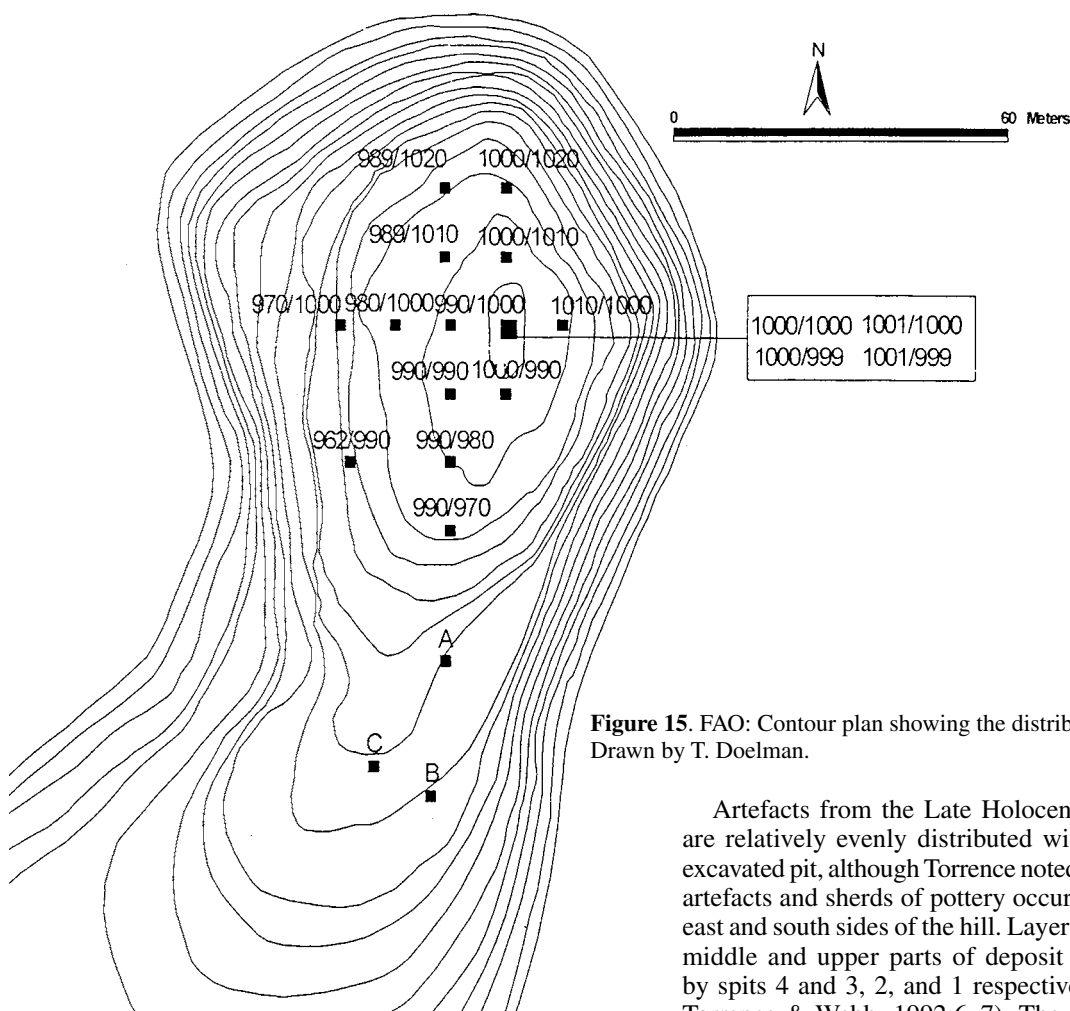 N
0 60 Meters
989/1020 1000/1020
989/1010 1000/1010
970/1000 980/1000 990/1000 1010/1000
1000/1000 1001/1000
1000/999 1001/999
990/990 1000/990
962/990 990/980
990/970
A
C
B
Figure 15. FAO: Contour plan showing the distrib
Drawn by T. Doelman.
Artefacts from the Late Holocen
are relatively evenly distributed wi
excavated pit, although Torrence noted
artefacts and sherds of pottery occur
east and south sides of the hill. Layer
middle and upper parts of deposit
by spits 4 and 3, 2, and 1 respective